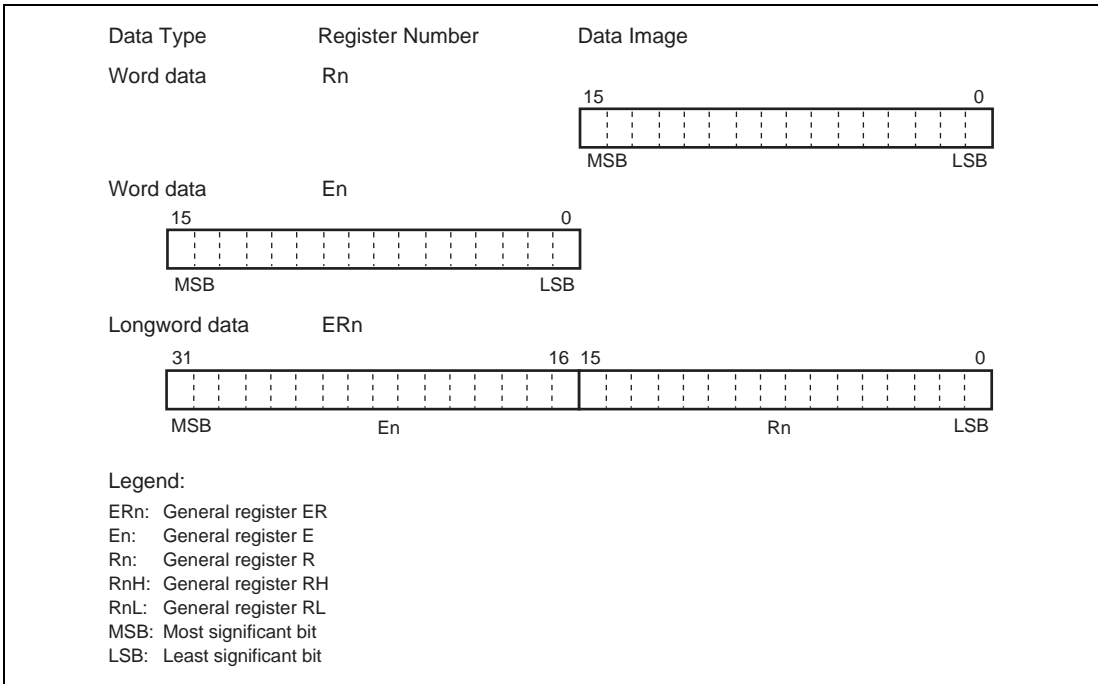 Data Type Register Number Data Image
Word data Rn
15 0
MSB LSB
Word data En
15 0
MSB LSB
Longword data ERn
31 16 15 0
MSB En Rn LSB
Legend:
ERn: General register ER
En: General register E
Rn: General register R
RnH: General register RH
RnL: General register RL
MSB: Most significant bit
LSB: Least significant bit